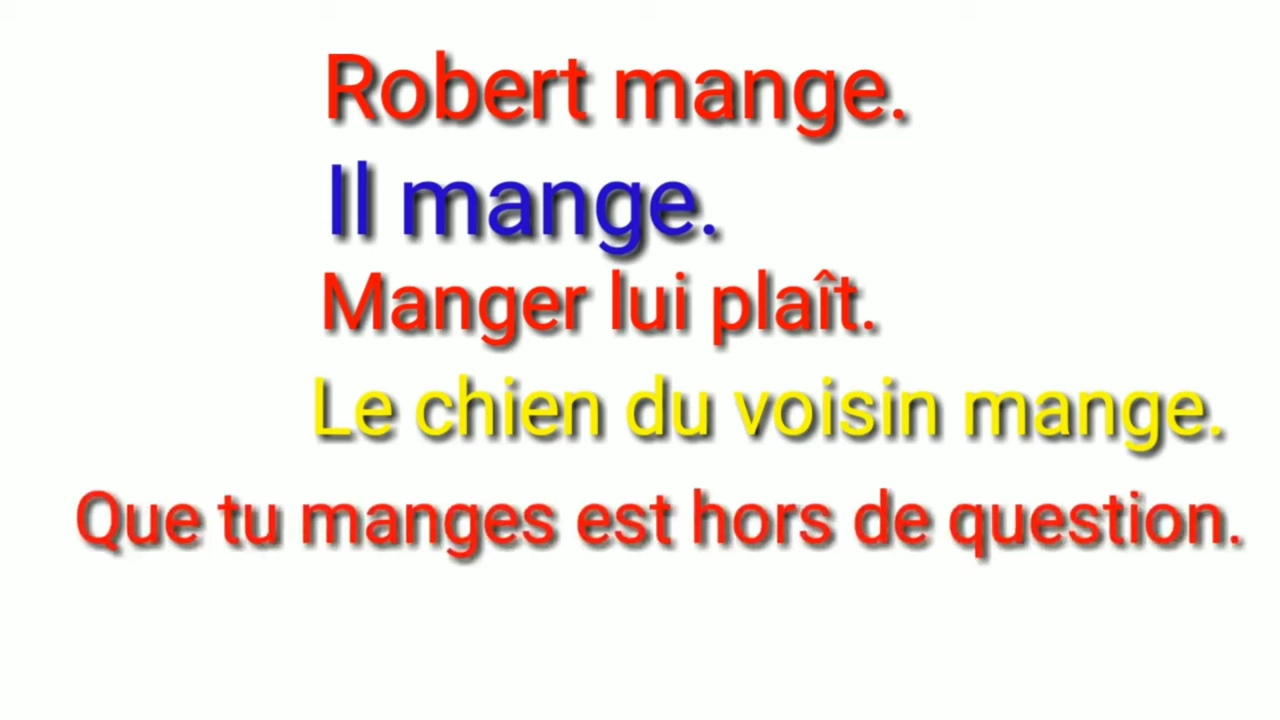 Robert mange.
Il mange.
Manger lui plaît.
Le chien du voisin mange.
Que tu manges est hors de question.